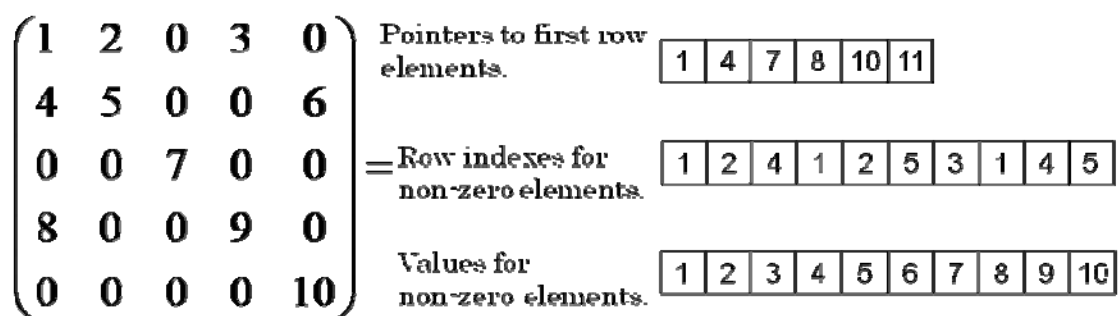 1 2 0 3 0
4 5 0 0 6
0 0 7 0 0
8 0 0 9 0
0 0 0 0 10
=
Pointers to first row
elements.
1 4 7 8 10 11
Row indexes for
non-zero elements.
1 2 4 1 2 5 3 1 4 5
Values for
non-zero elements.
1 2 3 4 5 6 7 8 9 10